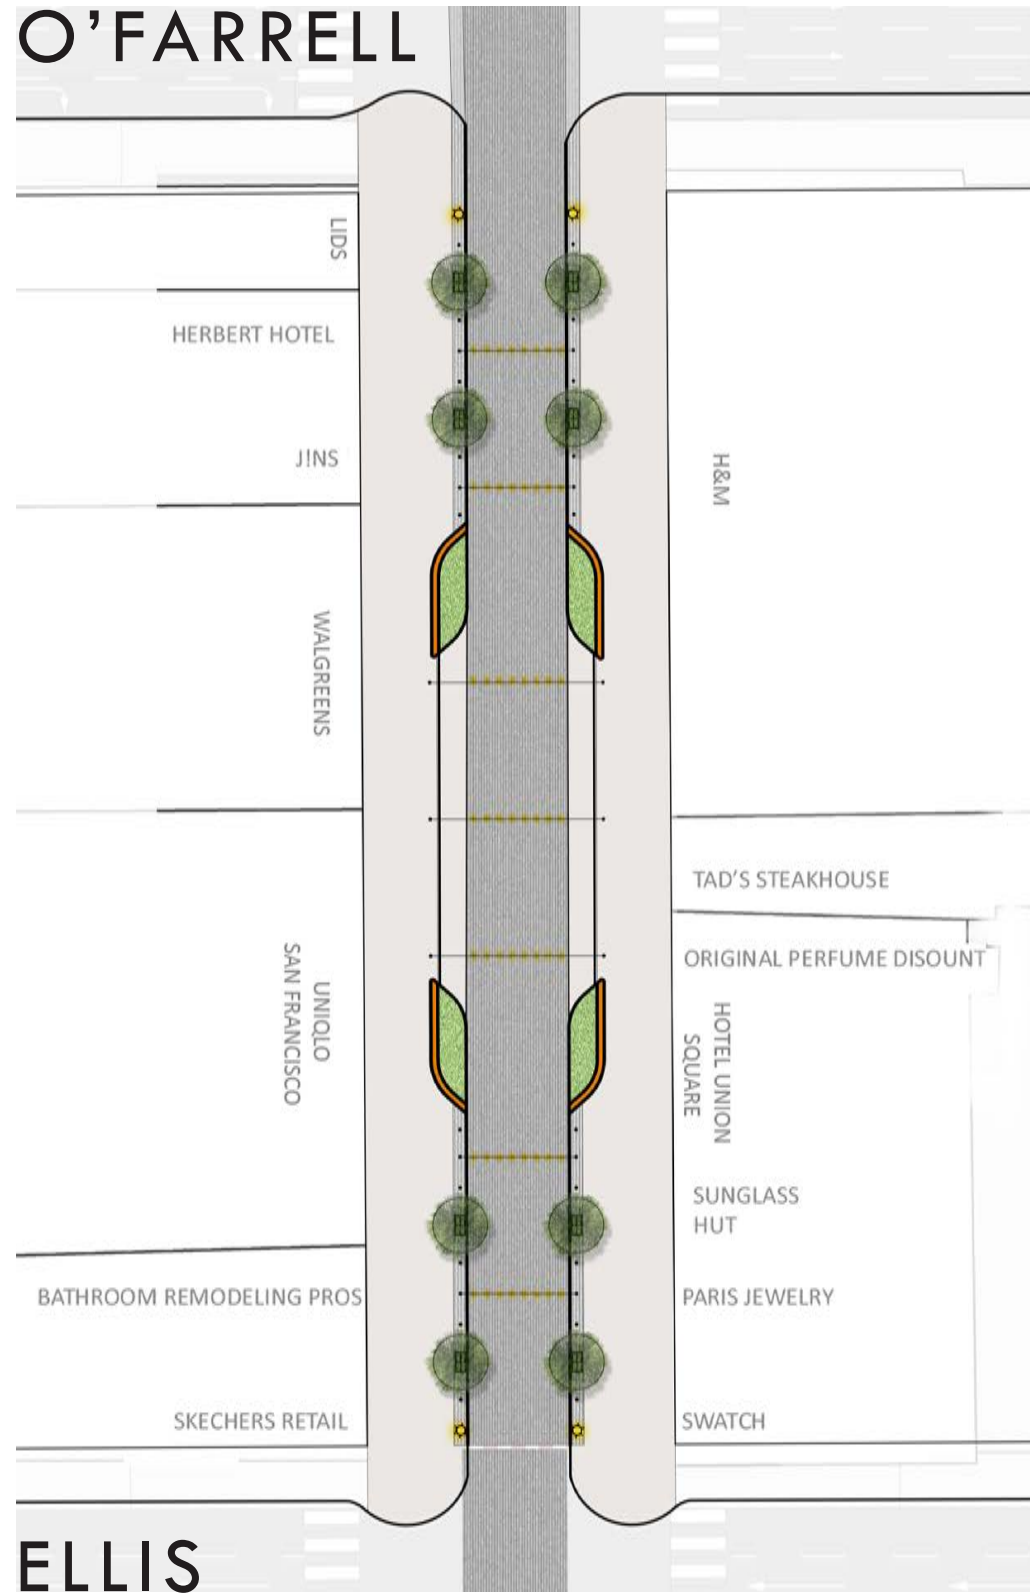 O'FARRELL
LIDS
HERBERT HOTEL
J!NS
H&M
WALGREENS
TAD'S STEAKHOUSE
ORIGINAL PERFUME DISOUNT
UNIQLO
SAN FRANCISCO
HOTEL UNION
SQUARE
SUNGLASS
HUT
BATHROOM REMODELING PROS
PARIS JEWELRY
SKECHERS RETAIL
SWATCH
ELLIS